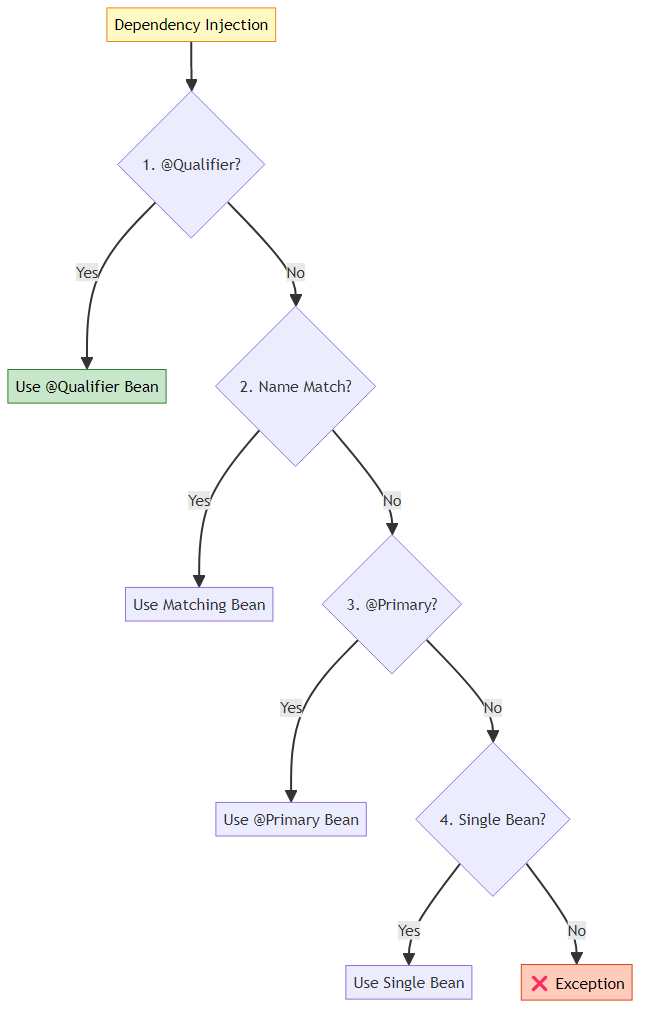 Dependency Injection
1. @Qualifier?
Yes
No
Use @Qualifier Bean
2. Name Match?
Yes
No
Use Matching Bean
3. @Primary?
Yes
No
Use @Primary Bean
4. Single Bean?
Yes
No
Use Single Bean
❌ Exception